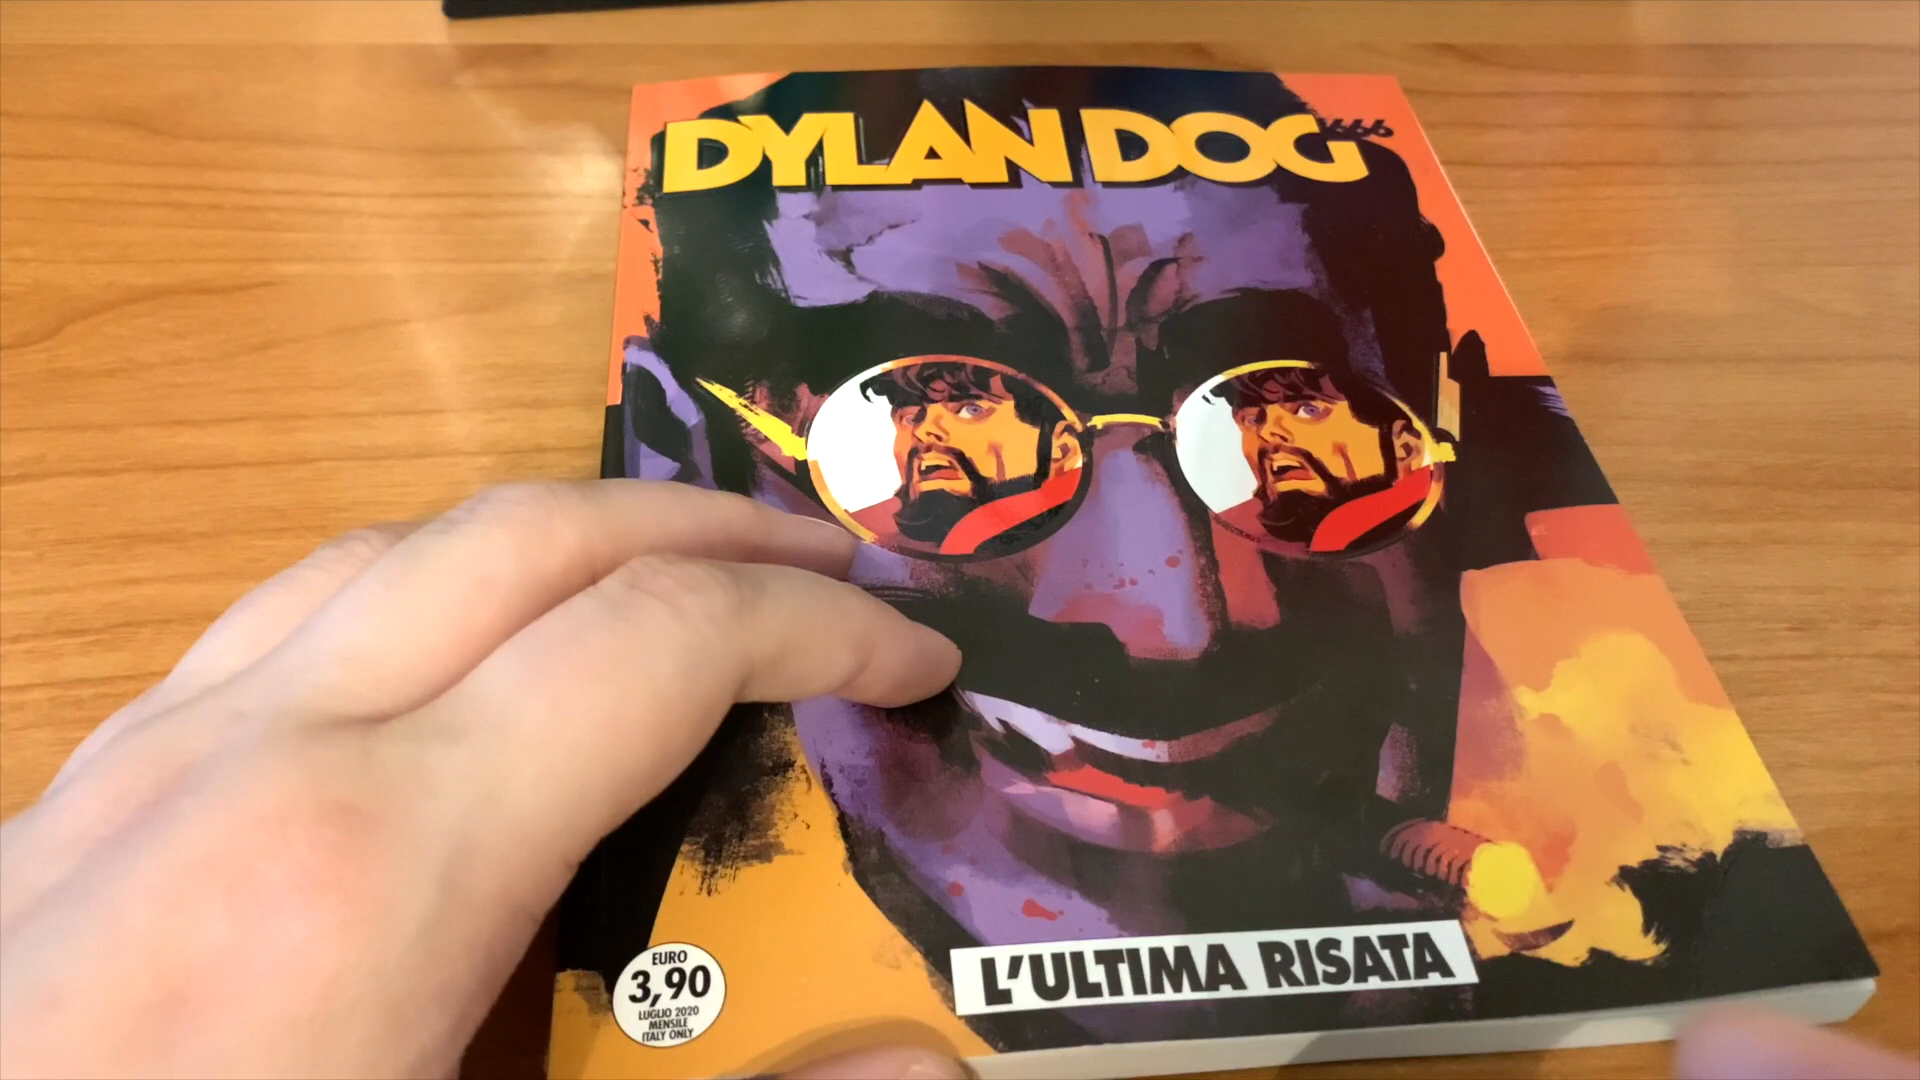 DYLAN DOG
666
L'ULTIMA RISATA
EURO
3,90
LUGLIO 2020
MENSILE
ITALY ONLY